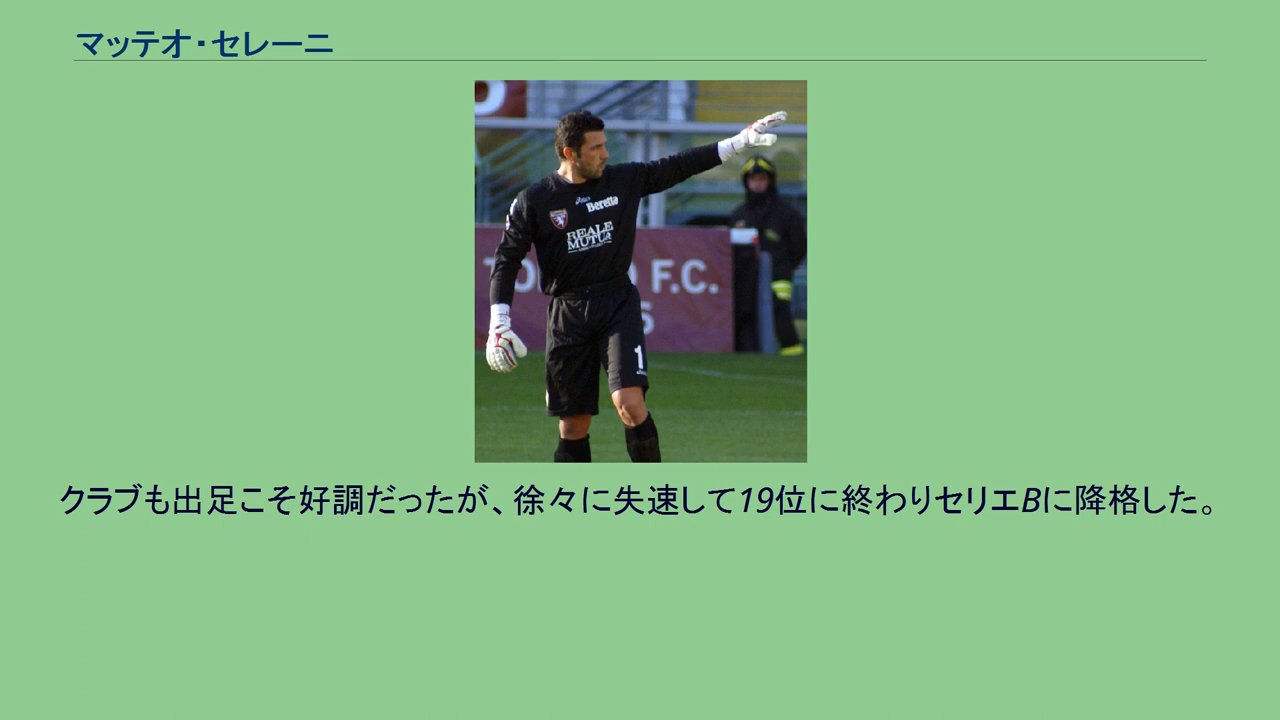 マッテオ・セレーニ
Beretta
REALE
MUTUA
TO O F.C.
1
クラブも出足こそ好調だったが、徐々に失速して19位に終わりセリエBに降格した。